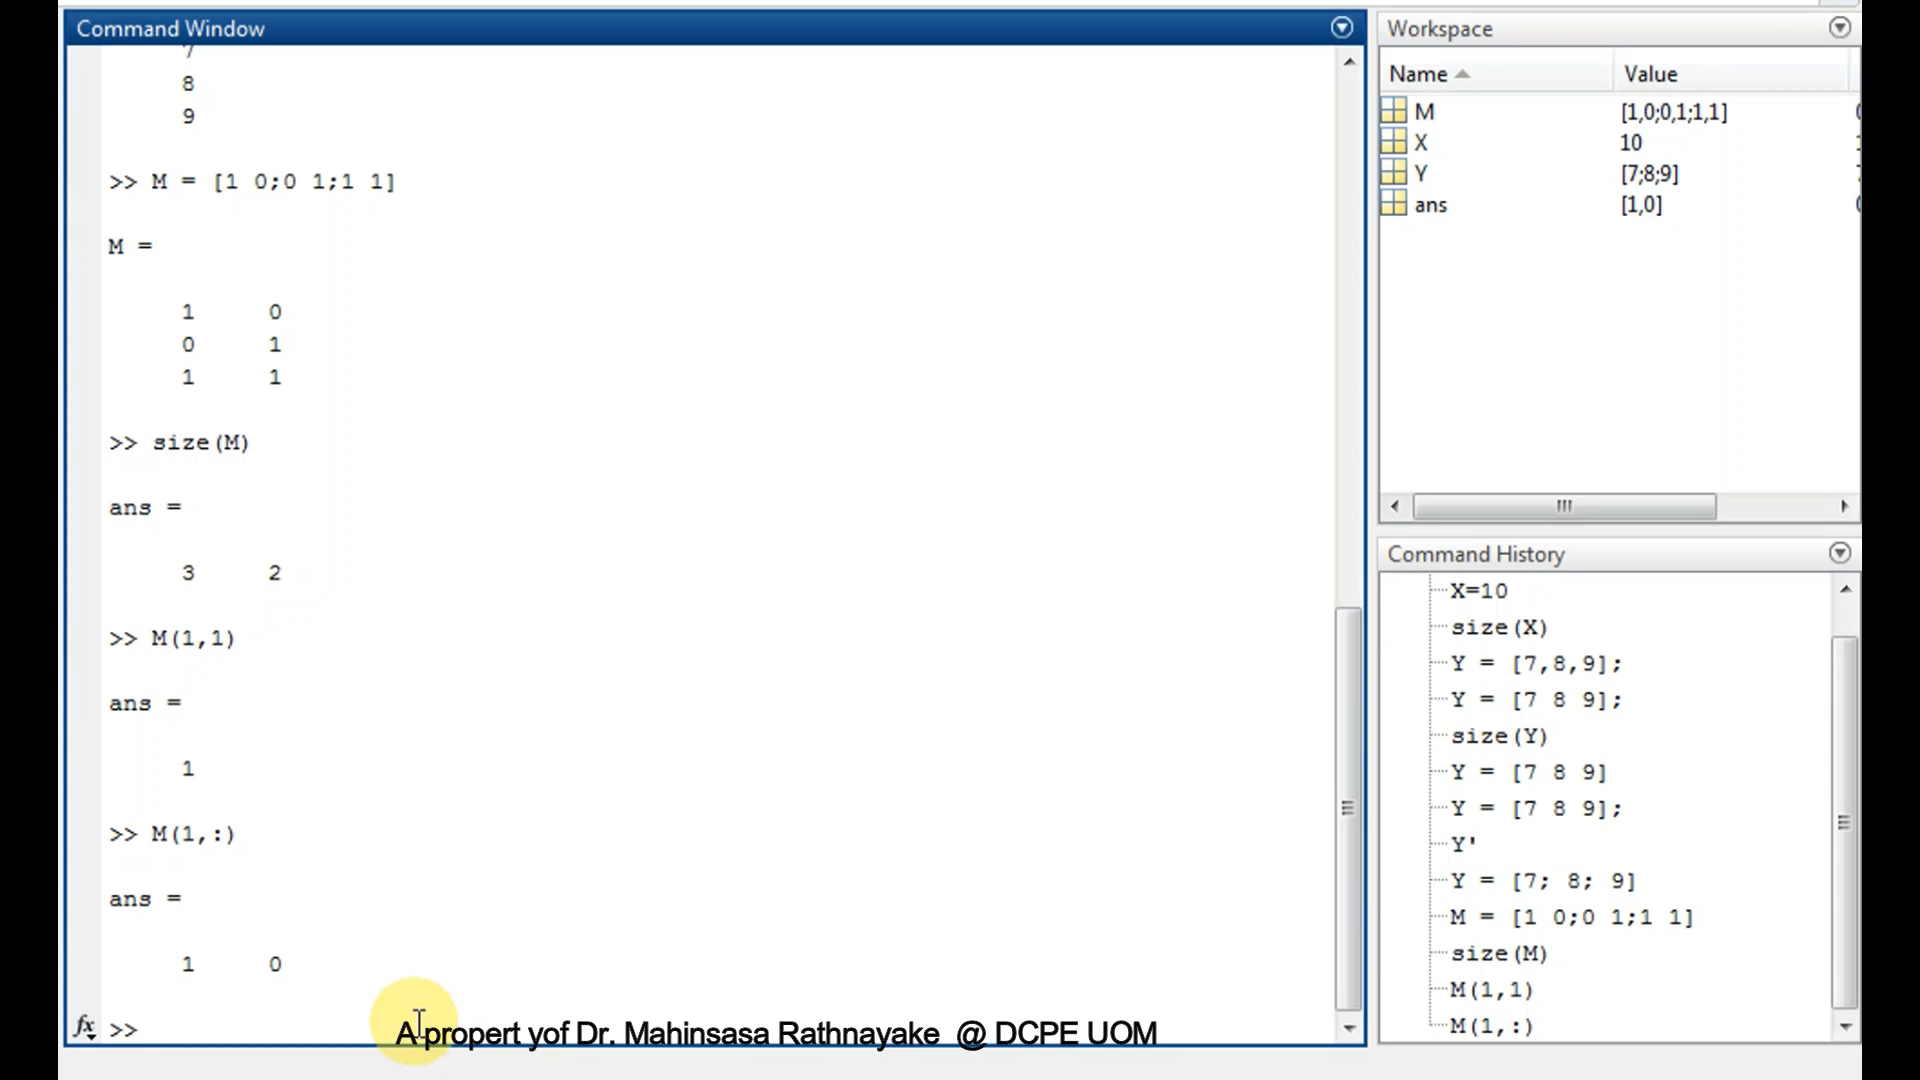 Command Window
7
8
9
>> M = [1 0;0 1;1 1]
M =
1 0
0 1
1 1
>> size(M)
ans =
3 2
>> M(1,1)
ans =
1
>> M(1,:)
ans =
1 0
fx >>
A propert yof Dr. Mahinsasa Rathnayake @ DCPE UOM
Workspace
Name Value
M [1,0;0,1;1,1]
X 10
Y [7;8;9]
ans [1,0]
Command History
X=10
size(X)
Y = [7,8,9];
Y = [7 8 9];
size(Y)
Y = [7 8 9]
Y = [7 8 9];
Y'
Y = [7; 8; 9]
M = [1 0;0 1;1 1]
size(M)
M(1,1)
M(1,:)